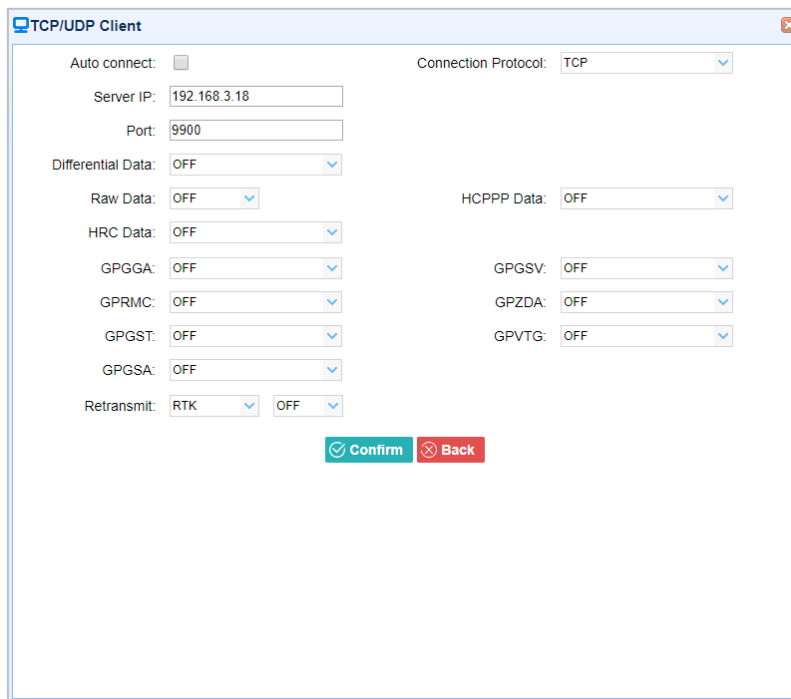 TCP/UDP Client
Auto connect: Connection Protocol: TCP
Server IP: 192.168.3.18
Port: 9900
Differential Data: OFF
Raw Data: OFF HCPPP Data: OFF
HRC Data: OFF
GPGGA: OFF GPGSV: OFF
GPRMC: OFF GPZDA: OFF
GPGST: OFF GPVTG: OFF
GPGSA: OFF
Retransmit: RTK OFF
Confirm Back